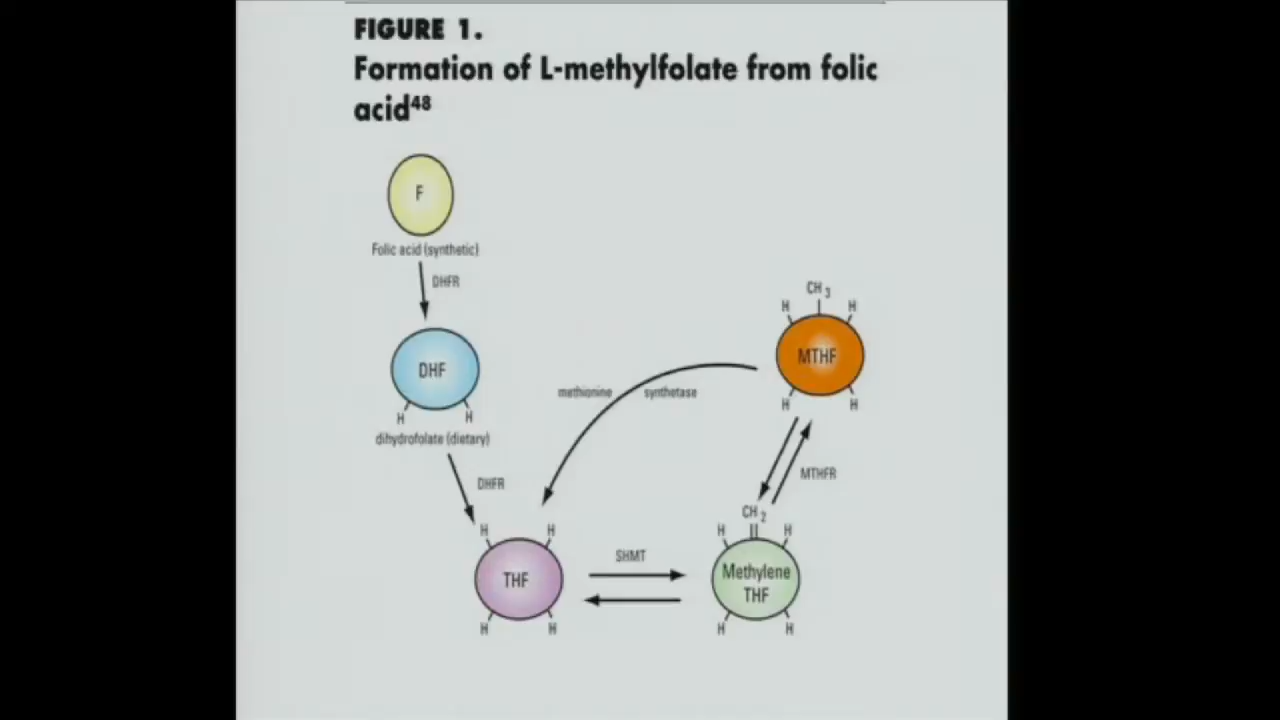 FIGURE 1.
Formation of L-methylfolate from folic
acid48
F
Folic acid (synthetic)
DHFR
CH3
H H
MTHF
DHF
methionine synthetase
H H
H H
dihydrofolate (dietary)
MTHFR
DHFR
CH2
H H
H H
SHMT
THF
Methylene
THF
H H
H H